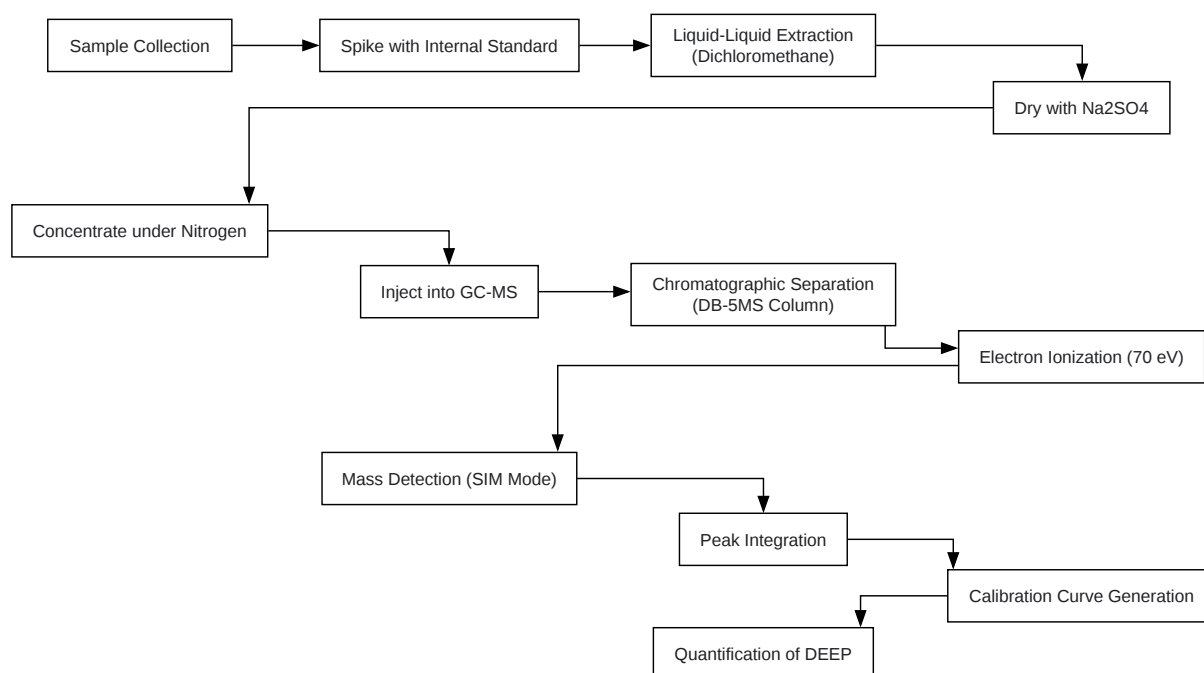 Sample Collection
Spike with Internal Standard
Liquid-Liquid Extraction
(Dichloromethane)
Dry with Na2SO4
Concentrate under Nitrogen
Inject into GC-MS
Chromatographic Separation
(DB-5MS Column)
Electron Ionization (70 eV)
Mass Detection (SIM Mode)
Peak Integration
Calibration Curve Generation
Quantification of DEEP